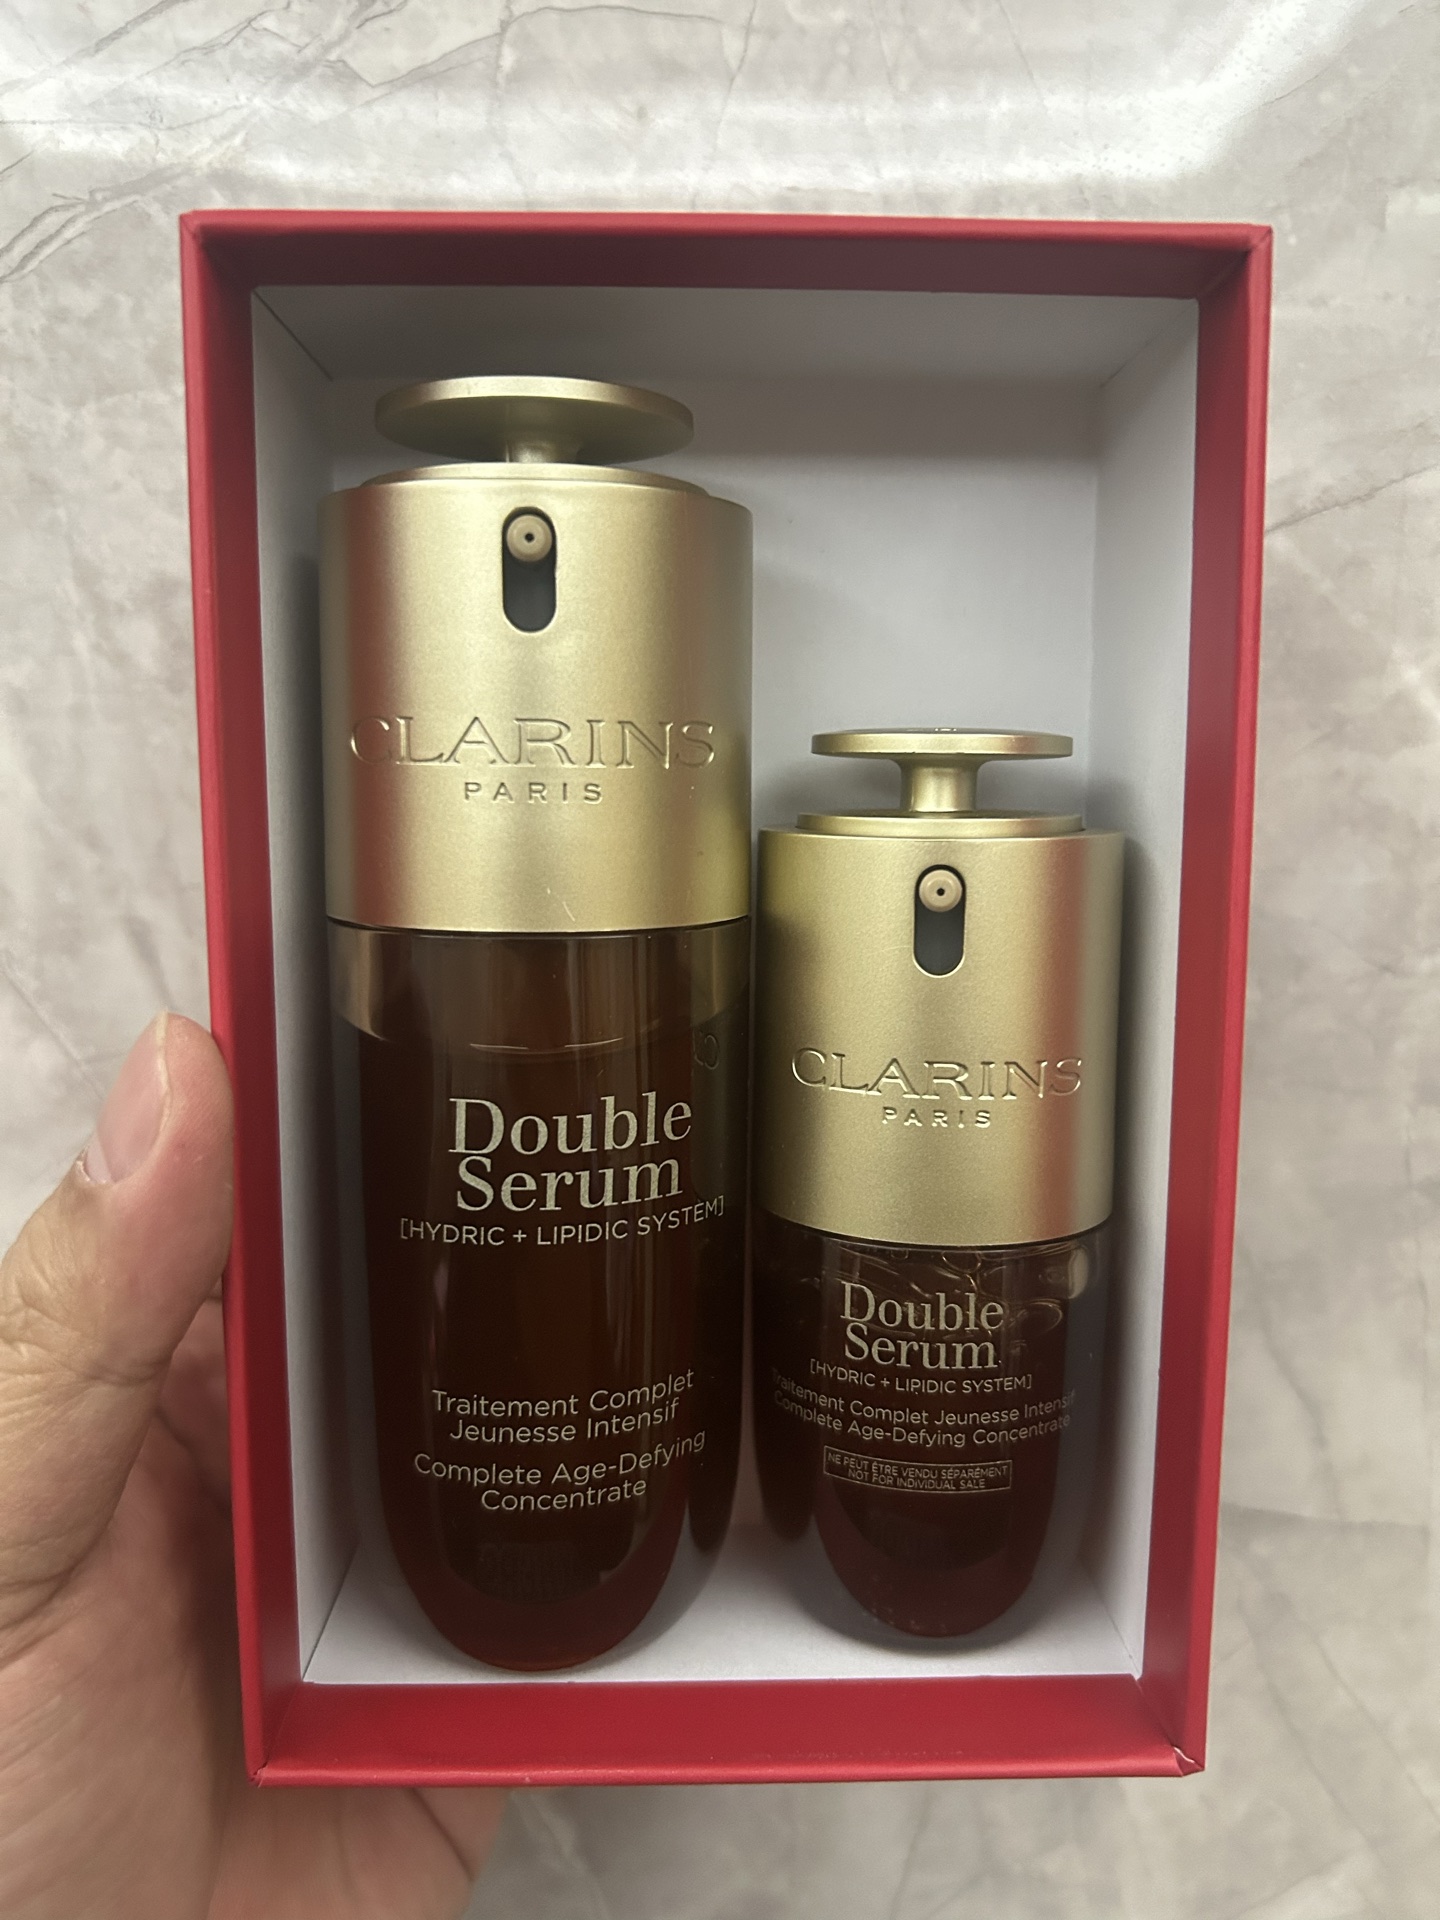 CLARINS
PARIS
Double
Serum
[HYDRIC + LIPIDIC SYSTEM]
Traitement Complet
Jeunesse Intensif
Complete Age-Defying
Concentrate
CLARINS
PARIS
Double
Serum
[HYDRIC + LIPIDIC SYSTEM]
Traitement Complet Jeunesse Intensif
Complete Age-Defying Concentrate
NE PEUT ÊTRE VENDU SÉPARÉMENT
NOT FOR INDIVIDUAL SALE